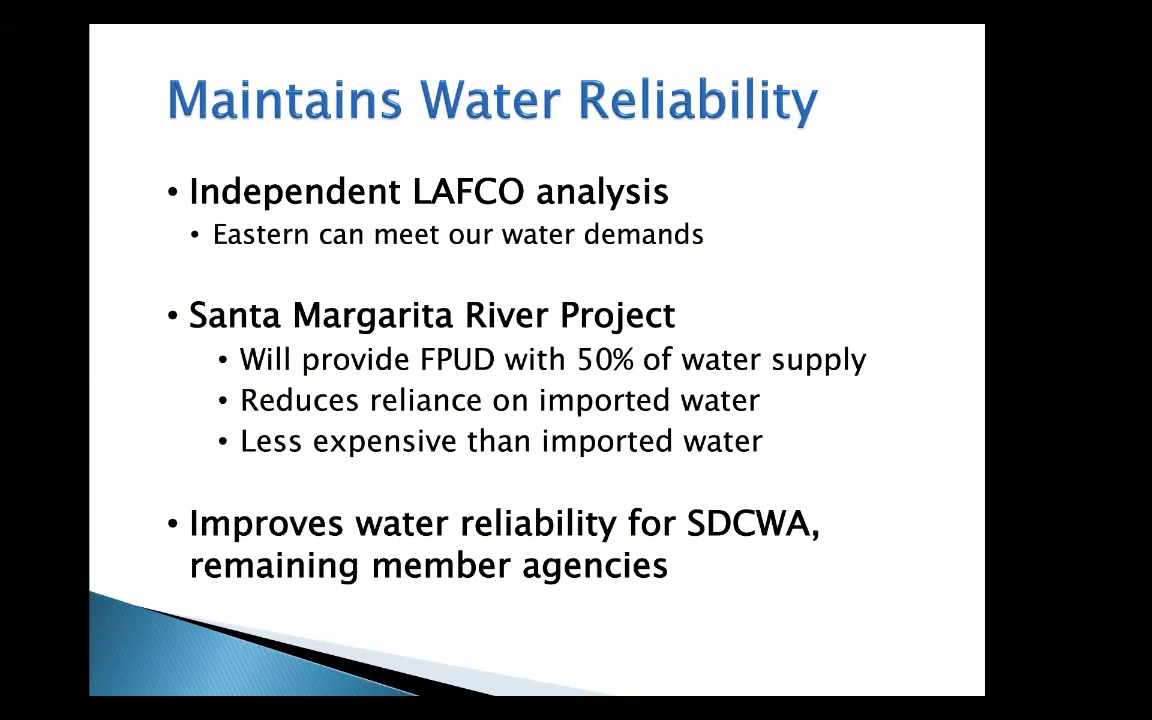 Maintains Water Reliability
• Independent LAFCO analysis
• Eastern can meet our water demands
• Santa Margarita River Project
• Will provide FPUD with 50% of water supply
• Reduces reliance on imported water
• Less expensive than imported water
• Improves water reliability for SDCWA,
remaining member agencies